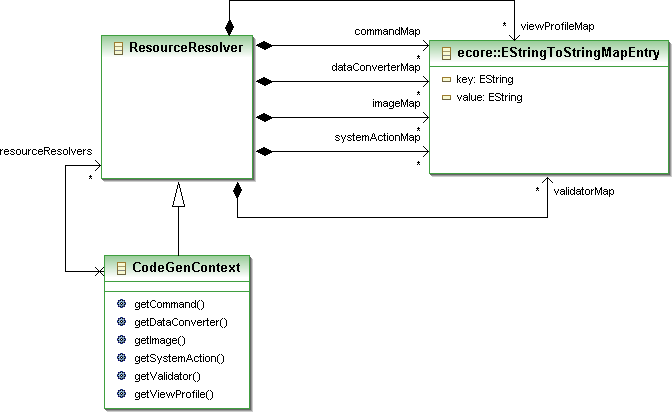 viewProfileMap
*
ResourceResolver
commandMap
*
ecore::EStringToStringMapEntry
key: EString
value: EString
dataConverterMap
*
imageMap
*
systemActionMap
*
resourceResolvers
*
validatorMap
*
CodeGenContext
getCommand()
getDataConverter()
getImage()
getSystemAction()
getValidator()
getViewProfile()